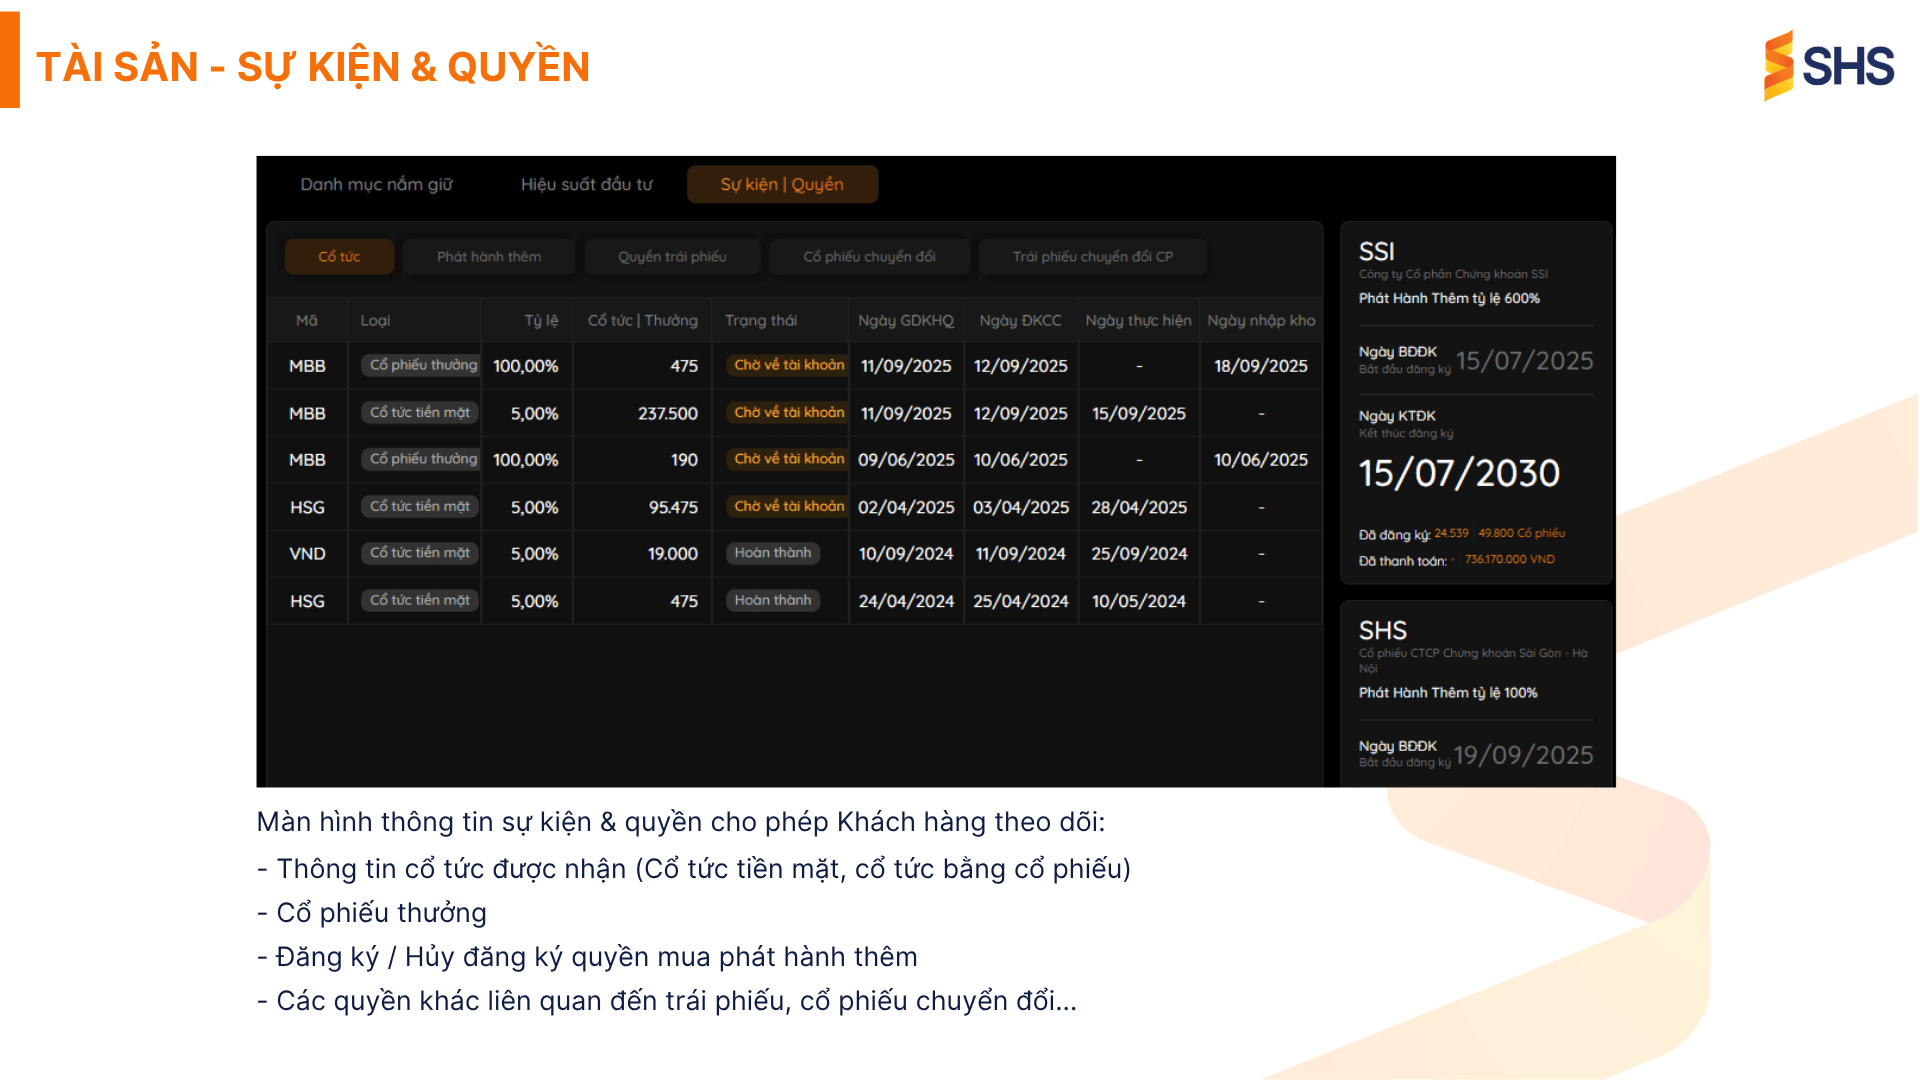 TÀI SẢN - SỰ KIỆN & QUYỀN
SHS
Danh mục nắm giữ Hiệu suất đầu tư Sự kiện | Quyền
Cổ tức Phát hành thêm Quyền trái phiếu Cổ phiếu chuyển đổi Trái phiếu chuyển đổi CP
Mã Loại Tỷ lệ Cổ tức | Thưởng Trạng thái Ngày GDKHQ Ngày ĐKCC Ngày thực hiện Ngày nhập kho
MBB Cổ phiếu thưởng 100,00% 475 Chờ về tài khoản 11/09/2025 12/09/2025 - 18/09/2025
MBB Cổ tức tiền mặt 5,00% 237.500 Chờ về tài khoản 11/09/2025 12/09/2025 15/09/2025 -
MBB Cổ phiếu thưởng 100,00% 190 Chờ về tài khoản 09/06/2025 10/06/2025 - 10/06/2025
HSG Cổ tức tiền mặt 5,00% 95.475 Chờ về tài khoản 02/04/2025 03/04/2025 28/04/2025 -
VND Cổ tức tiền mặt 5,00% 19.000 Hoàn thành 10/09/2024 11/09/2024 25/09/2024 -
HSG Cổ tức tiền mặt 5,00% 475 Hoàn thành 24/04/2024 25/04/2024 10/05/2024 -
SSI
Công ty Cổ phần Chứng khoán SSI
Phát Hành Thêm tỷ lệ 600%
Ngày BĐĐK 15/07/2025
Bắt đầu đăng ký
Ngày KTĐK
Kết thúc đăng ký
15/07/2030
Đã đăng ký: 24.539 | 49.800 Cổ phiếu
Đã thanh toán: - | 736.170.000 VND
SHS
Cổ phiếu CTCP Chứng khoán Sài Gòn - Hà
Nội
Phát Hành Thêm tỷ lệ 100%
Ngày BĐĐK 19/09/2025
Bắt đầu đăng ký
Màn hình thông tin sự kiện & quyền cho phép Khách hàng theo dõi:
- Thông tin cổ tức được nhận (Cổ tức tiền mặt, cổ tức bằng cổ phiếu)
- Cổ phiếu thưởng
- Đăng ký / Hủy đăng ký quyền mua phát hành thêm
- Các quyền khác liên quan đến trái phiếu, cổ phiếu chuyển đổi...